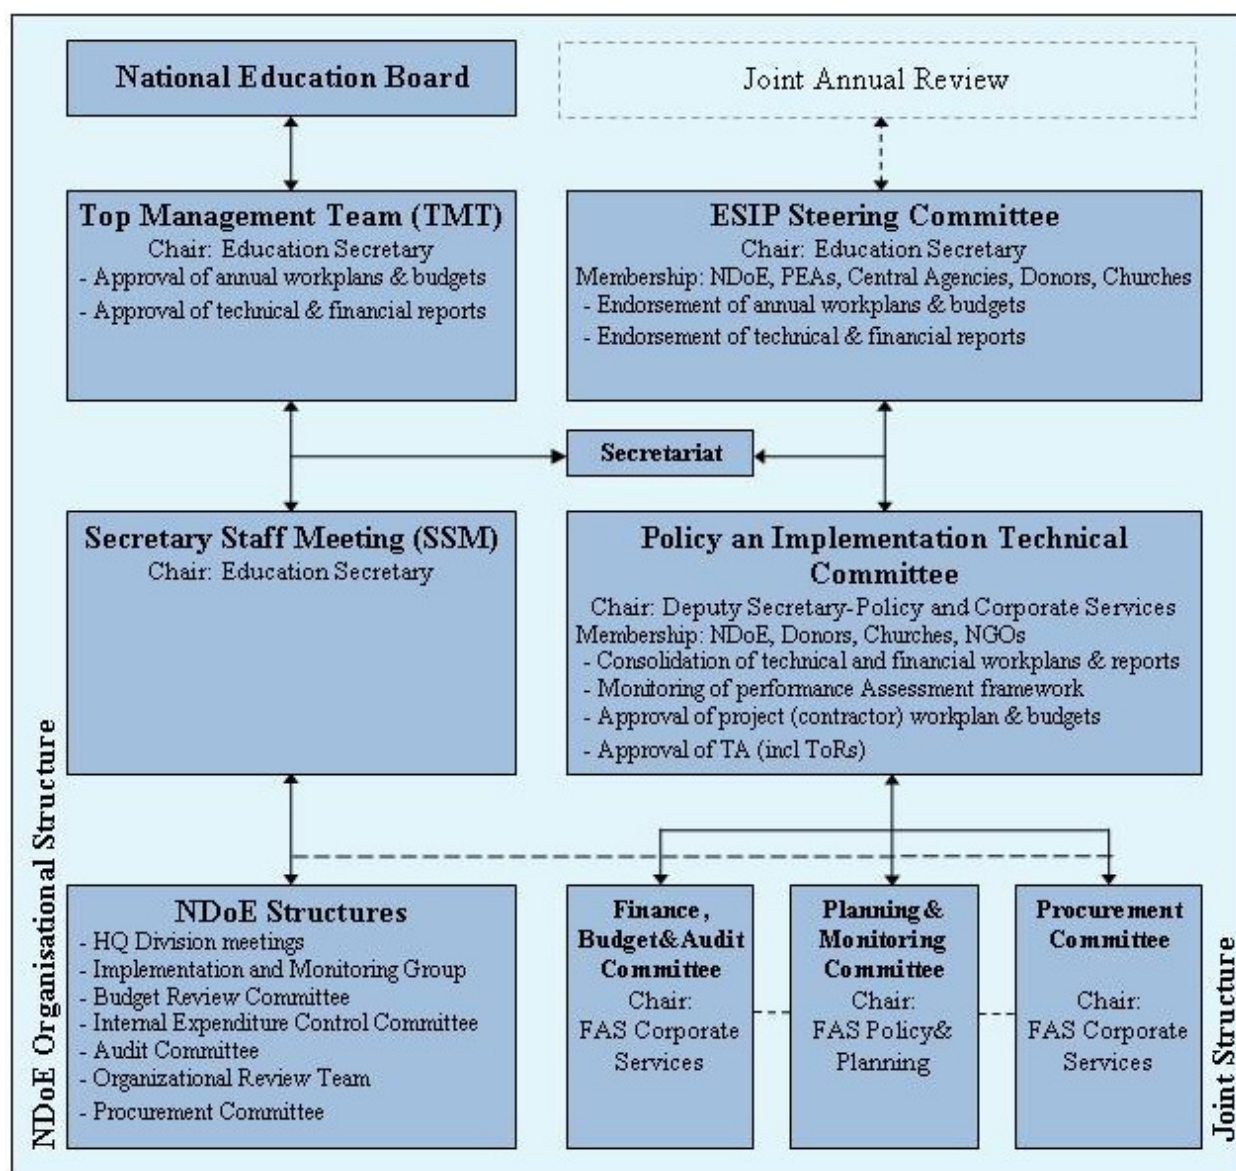 National Education Board
Joint Annual Review
Top Management Team (TMT)
Chair: Education Secretary
- Approval of annual workplans & budgets
- Approval of technical & financial reports
ESIP Steering Committee
Chair: Education Secretary
Membership: NDoE, PEAs, Central Agencies, Donors, Churches
- Endorsement of annual workplans & budgets
- Endorsement of technical & financial reports
Secretariat
Secretary Staff Meeting (SSM)
Chair: Education Secretary
Policy an Implementation Technical
Committee
Chair: Deputy Secretary-Policy and Corporate Services
Membership: NDoE, Donors, Churches, NGOs
- Consolidation of technical and financial workplans & reports
- Monitoring of performance Assessment framework
- Approval of project (contractor) workplan & budgets
- Approval of TA (incl ToRs)
NDoE Structures
- HQ Division meetings
- Implementation and Monitoring Group
- Budget Review Committee
- Internal Expenditure Control Committee
- Audit Committee
- Organizational Review Team
- Procurement Committee
Finance,
Budget&Audit
Committee
Chair:
FAS Corporate
Services
Planning&
Monitoring
Committee
Chair:
FAS Policy&
Planning
Procurement
Committee
Chair:
FAS Corporate
Services
NDoE Organisational Structure
Joint Structure